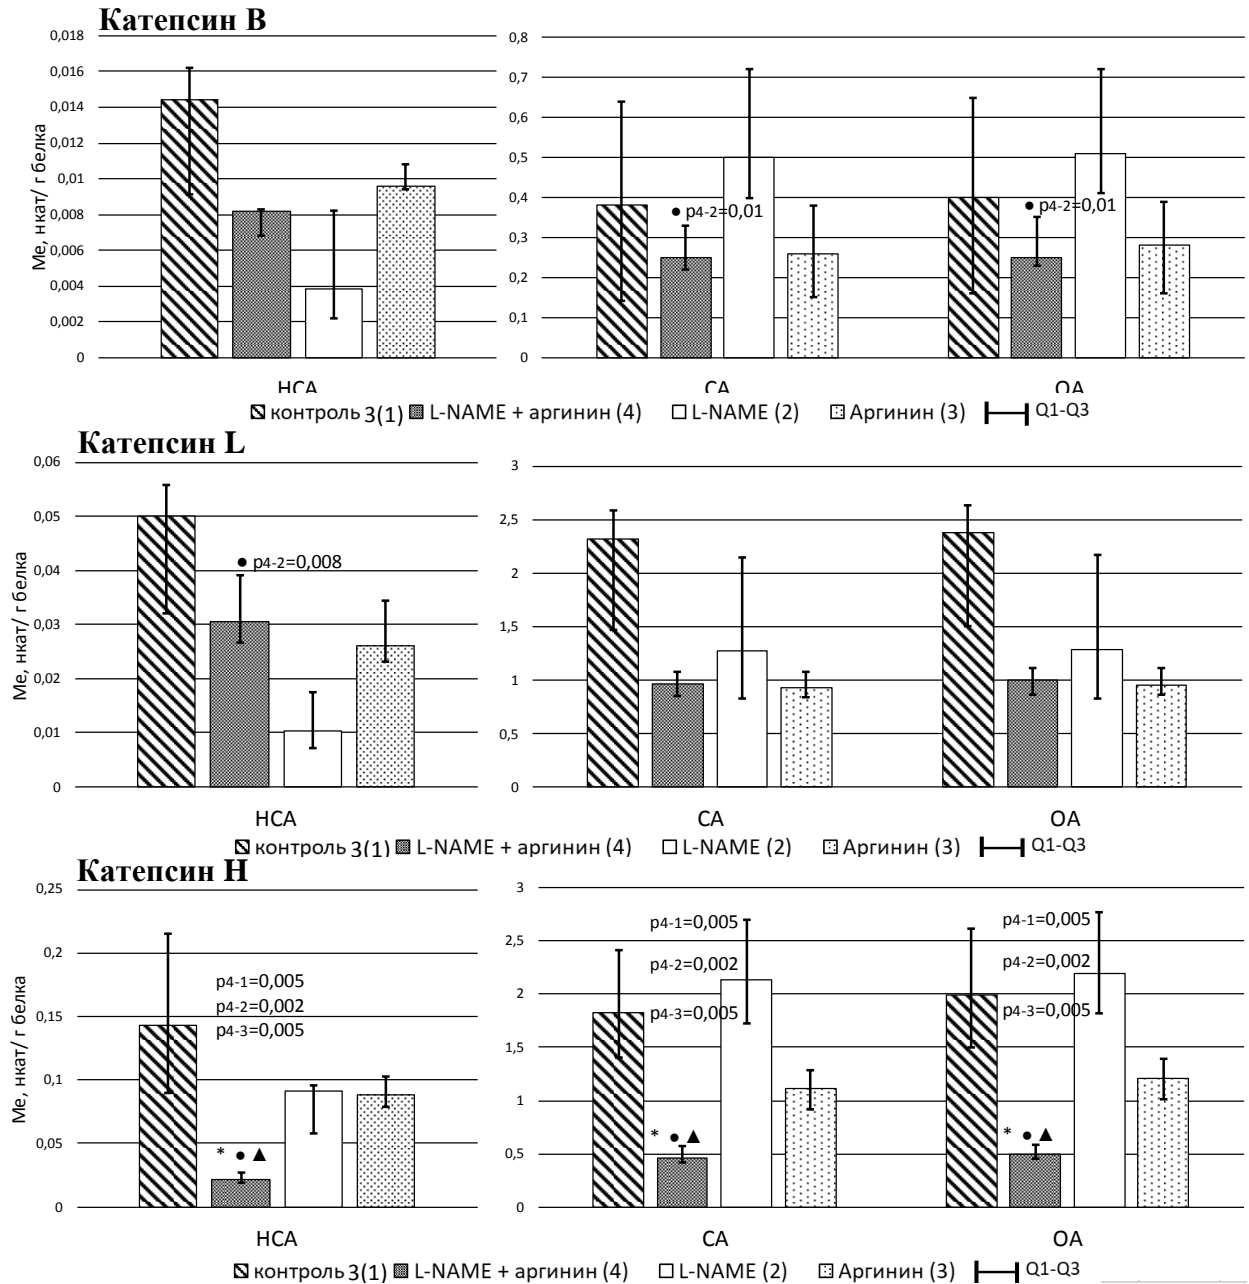 Катепсин B
Ме, нкат/ г белка
0,018
0,016
0,014
0,012
0,01
0,008
0,006
0,004
0,002
0
НСА
0,8
0,7
0,6
0,5
0,4
0,3
0,2
0,1
0
● p4-2=0,01
● p4-2=0,01
СА
ОА
контроль 3(1) L-NAME + аргинин (4) L-NAME (2) Аргинин (3) Q1-Q3
Катепсин L
Ме, нкат/ г белка
0,06
0,05
0,04
0,03
0,02
0,01
0
● p4-2=0,008
НСА
3
2,5
2
1,5
1
0,5
0
СА
ОА
контроль 3(1) L-NAME + аргинин (4) L-NAME (2) Аргинин (3) Q1-Q3
Катепсин H
Ме, нкат/ г белка
0,25
0,2
0,15
0,1
0,05
0
p4-1=0,005
p4-2=0,002
p4-3=0,005
* ● ▲
НСА
3
2,5
2
1,5
1
0,5
0
p4-1=0,005
p4-2=0,002
p4-3=0,005
* ● ▲
СА
p4-1=0,005
p4-2=0,002
p4-3=0,005
* ● ▲
ОА
контроль 3(1) L-NAME + аргинин (4) L-NAME (2) Аргинин (3) Q1-Q3